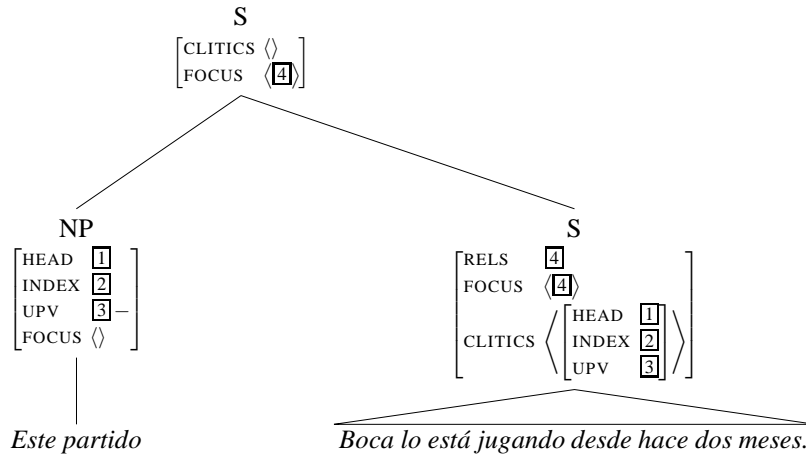 S
CLITICS ⟨⟩
FOCUS ⟨4⟩
NP
HEAD 1
INDEX 2
UPV 3 −
FOCUS ⟨⟩
S
RELS 4
FOCUS ⟨4⟩
CLITICS ⟨[HEAD 1
INDEX 2
UPV 3]⟩
Este partido
Boca lo está jugando desde hace dos meses.